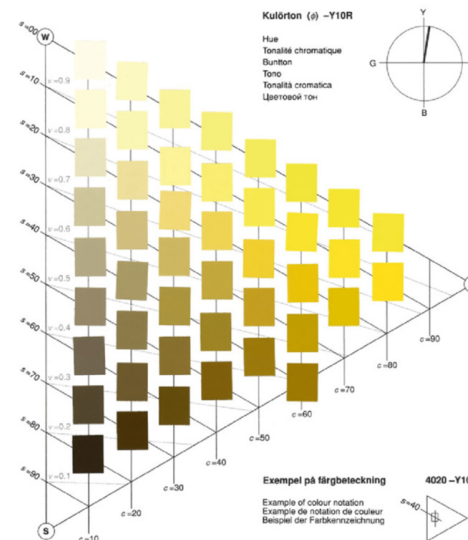 Kulörton (ϕ) –Y10R
Hue
Tonalité chromatique
Buntton
Tono
Tonalità cromatica
Цветовой тон
Y
G
B
W
s=00
s=10
s=20
s=30
s=40
s=50
s=60
s=70
s=80
s=90
S
v=0.9
v=0.8
v=0.7
v=0.6
v=0.5
v=0.4
v=0.3
v=0.2
v=0.1
c=10
c=20
c=30
c=40
c=50
c=60
c=70
c=80
c=90
Exempel på färgbeteckning 4020 –Y10
Example of colour notation
Exemple de notation de couleur
Beispiel der Farbkennzeichnung
s=40